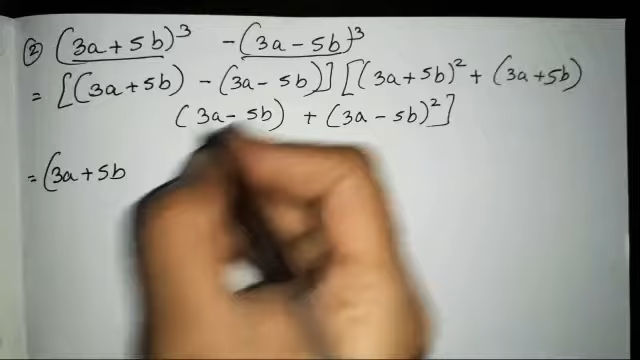 ② (3a+5b)³ - (3a-5b)³
= [(3a+5b) - (3a-5b)] [(3a+5b)² + (3a+5b)
(3a-5b) + (3a-5b)²]
= (3a+5b